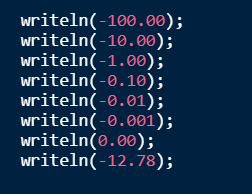 writeln(-100.00);
writeln(-10.00);
writeln(-1.00);
writeln(-0.10);
writeln(-0.01);
writeln(-0.001);
writeln(0.00);
writeln(-12.78);